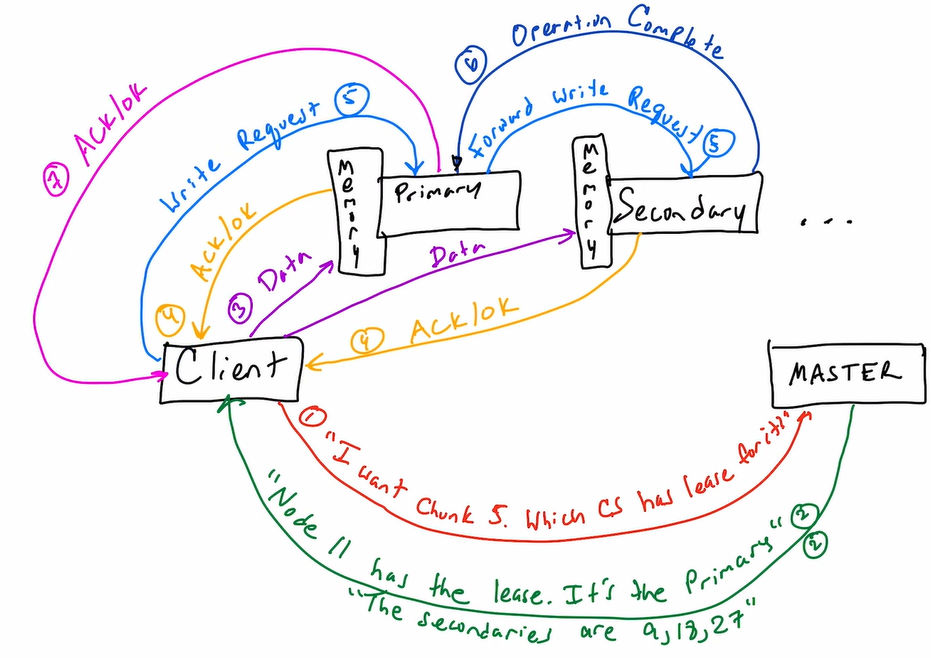 ⑥ Operation Complete
⑦ Ack/ok
Write Request ⑤
Forward Write Request ⑤
Memory
Primary
Memory
Secondary
...
④ Ack/ok
③ Data
Data
④ Ack/ok
Client
MASTER
① "I want Chunk 5. Which CS has lease for it?"
"Node 11 has the lease. It's the Primary" ②
"The secondaries are 9,18,27" ②